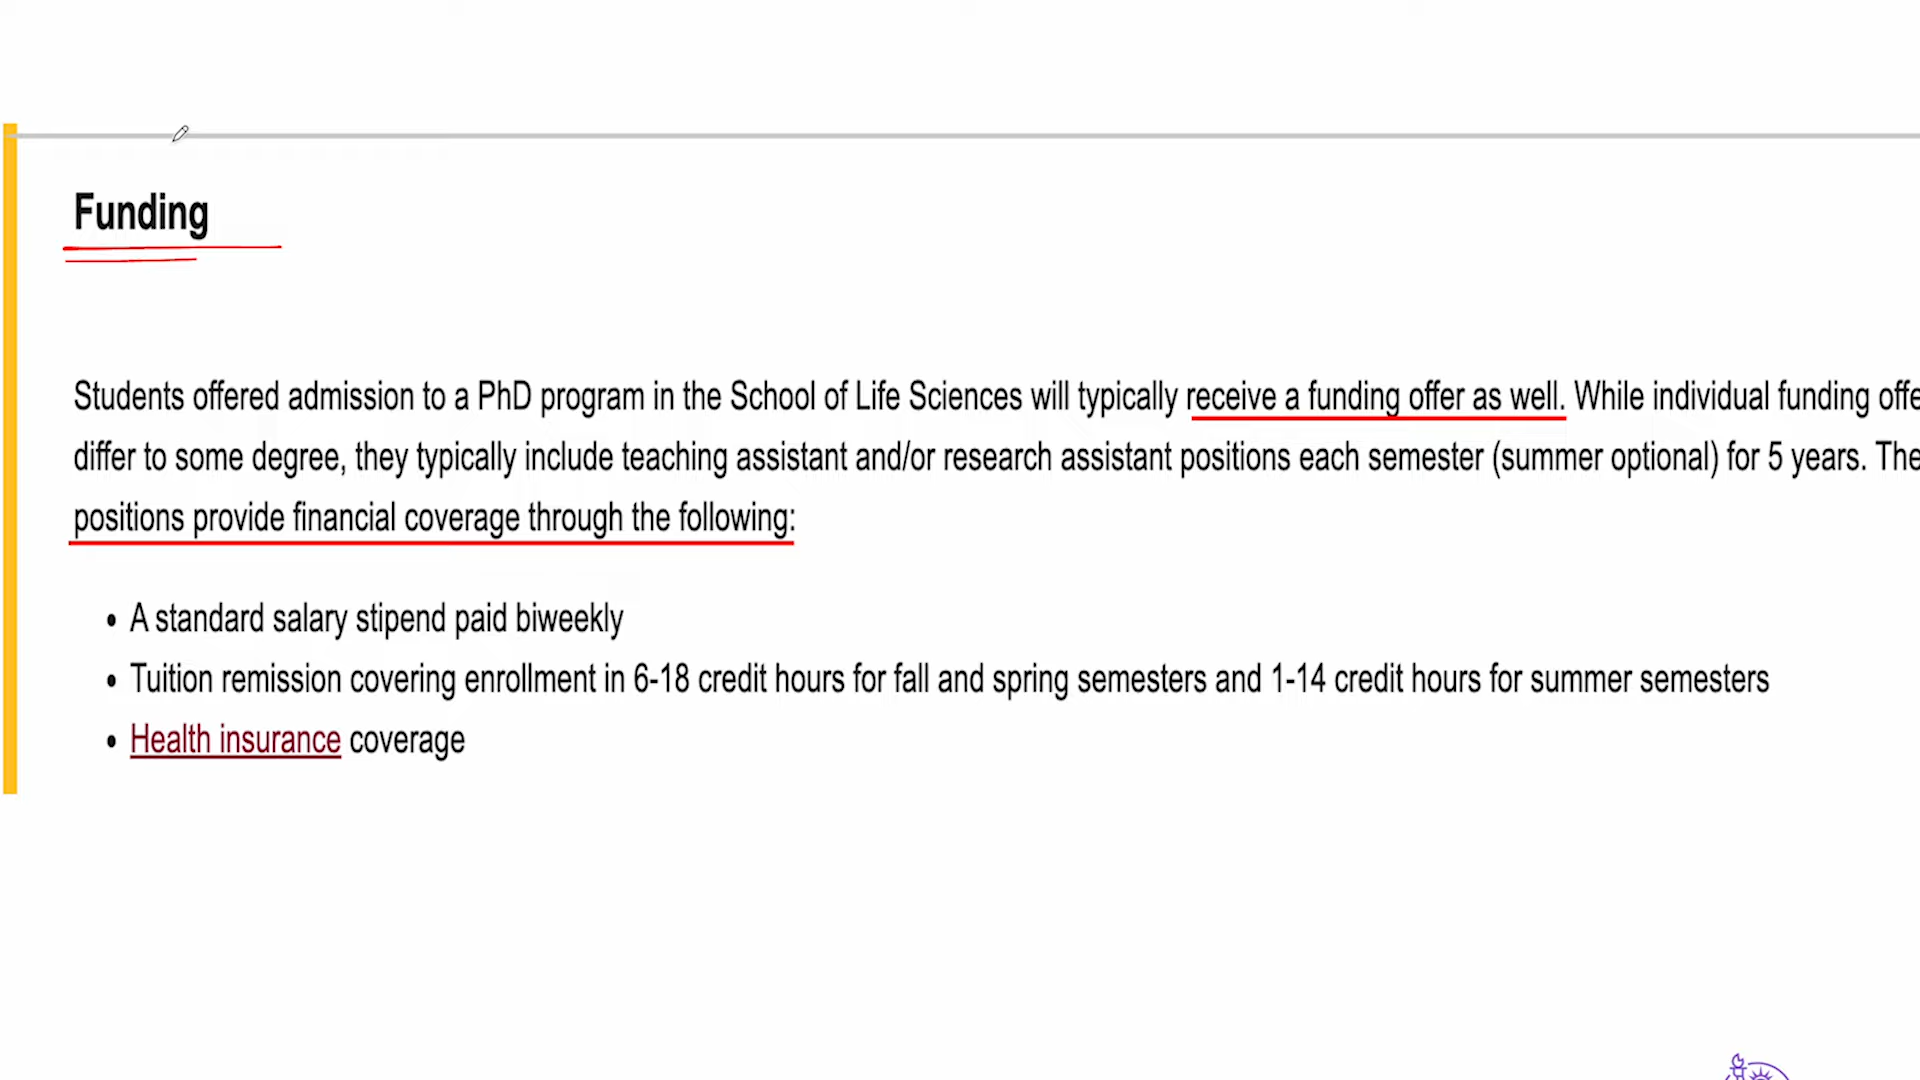 Funding
Students offered admission to a PhD program in the School of Life Sciences will typically receive a funding offer as well. While individual funding
differ to some degree, they typically include teaching assistant and/or research assistant positions each semester (summer optional) for 5 years.
positions provide financial coverage through the following:
• A standard salary stipend paid biweekly
• Tuition remission covering enrollment in 6-18 credit hours for fall and spring semesters and 1-14 credit hours for summer semesters
• Health insurance coverage